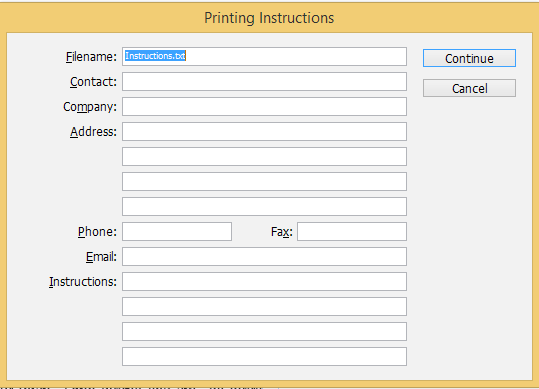 Printing Instructions
Filename: Instructions.txt
Continue
Contact:
Cancel
Company:
Address:
Phone: Fax:
Email:
Instructions: